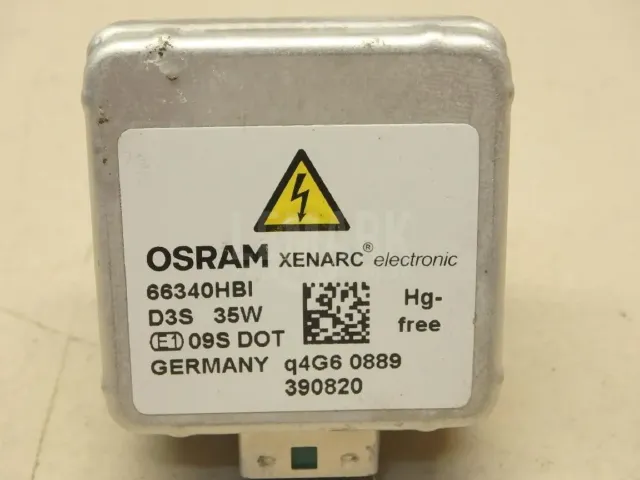 OSRAM XENARC® electronic
66340HBI
D3S 35W
Hg-
free
E1 09S DOT
GERMANY q4G6 0889
390820